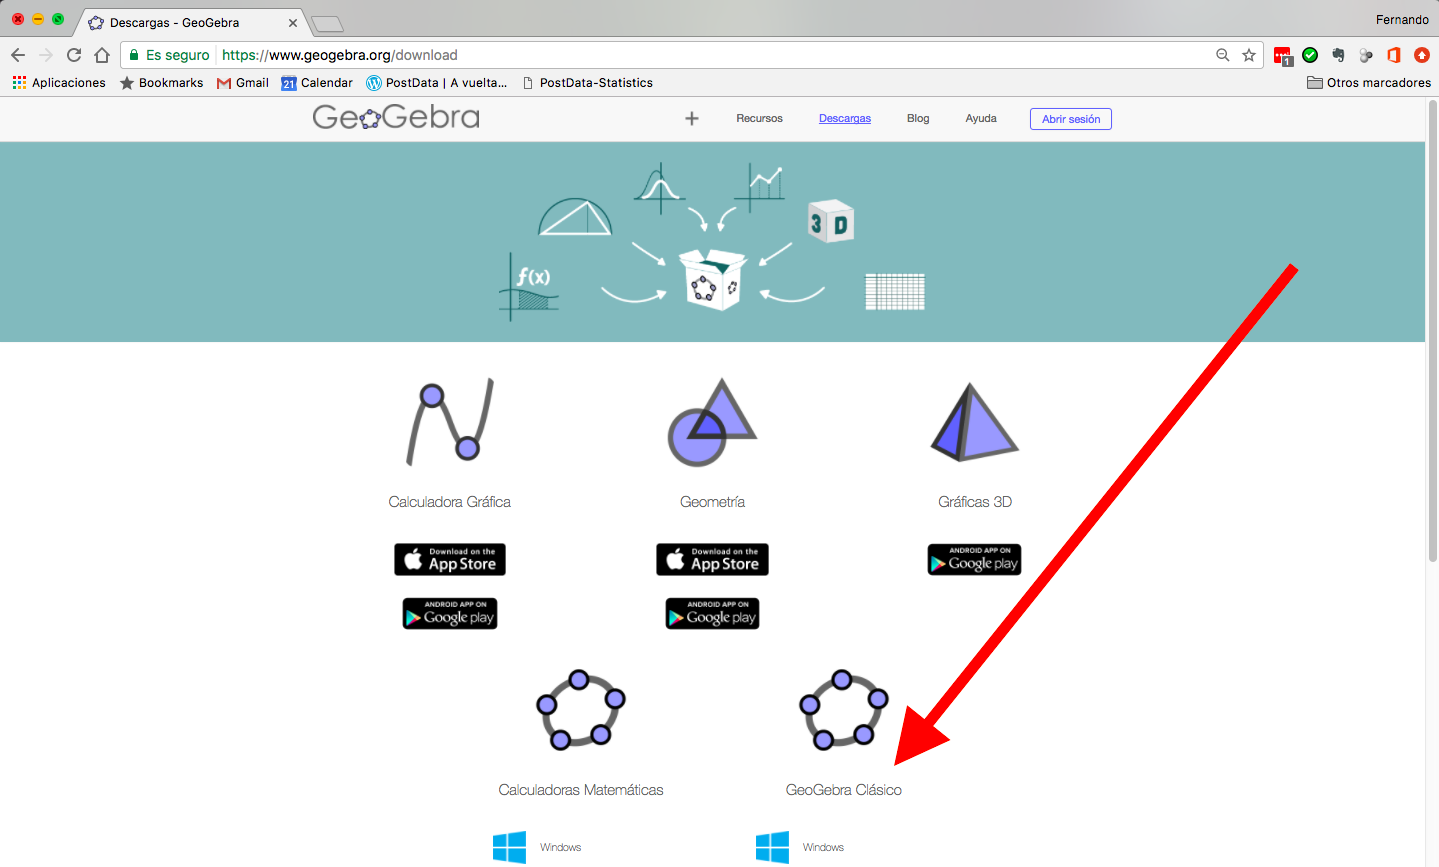 Descargas - GeoGebra
Fernando
Es seguro https://www.geogebra.org/download
1
Aplicaciones Bookmarks Gmail 21 Calendar PostData | A vuelta... PostData-Statistics Otros marcadores
GeoGebra + Recursos Descargas Blog Ayuda Abrir sesión
f(x)
3 D
Calculadora Gráfica Geometría Gráficas 3D
Download on the App Store Download on the App Store ANDROID APP ON Google play
ANDROID APP ON Google play ANDROID APP ON Google play
Calculadoras Matemáticas GeoGebra Clásico
Windows Windows